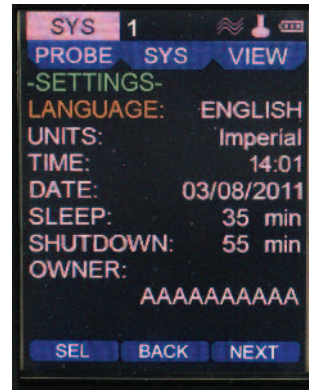 SYS 1
PROBE SYS VIEW
-SETTINGS-
LANGUAGE: ENGLISH
UNITS: Imperial
TIME: 14:01
DATE: 03/08/2011
SLEEP: 35 min
SHUTDOWN: 55 min
OWNER:
AAAAAAAAAA
SEL BACK NEXT